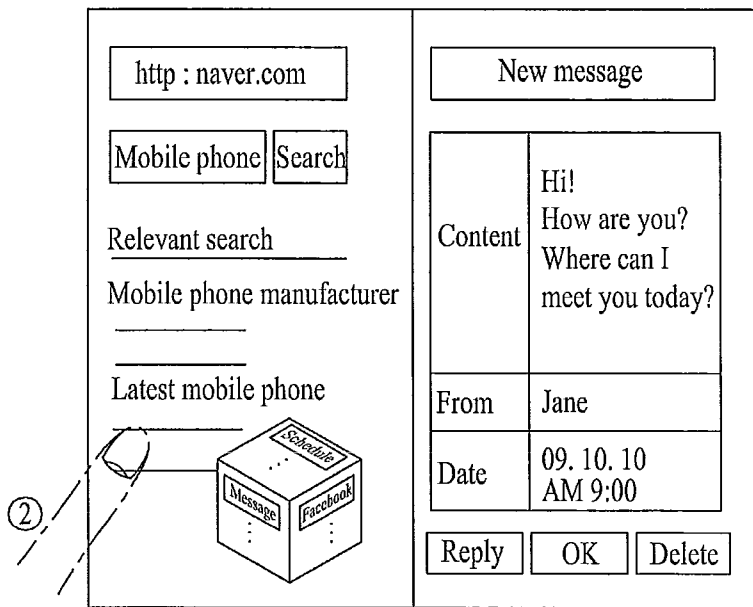 http : naver.com
Mobile phone Search
Relevant search
Mobile phone manufacturer
Latest mobile phone
Schedule
Message
Facebook
②
New message
Content
Hi!
How are you?
Where can I
meet you today?
From Jane
Date
09. 10. 10
AM 9:00
Reply OK Delete